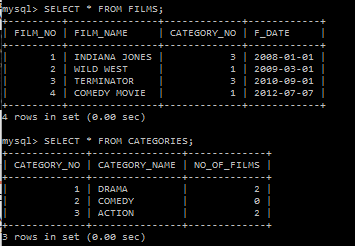 mysql> SELECT * FROM FILMS;
+---------+---------------+-------------+------------+
| FILM_NO | FILM_NAME     | CATEGORY_NO | F_DATE     |
+---------+---------------+-------------+------------+
|       1 | INDIANA JONES |           3 | 2008-01-01 |
|       2 | WILD WEST     |           1 | 2009-03-01 |
|       3 | TERMINATOR    |           3 | 2010-09-01 |
|       4 | COMEDY MOVIE  |           1 | 2012-07-07 |
+---------+---------------+-------------+------------+
4 rows in set (0.00 sec)
mysql> SELECT * FROM CATEGORIES;
+-------------+---------------+-------------+
| CATEGORY_NO | CATEGORY_NAME | NO_OF_FILMS |
+-------------+---------------+-------------+
|           1 | DRAMA         |           2 |
|           2 | COMEDY        |           0 |
|           3 | ACTION        |           2 |
+-------------+---------------+-------------+
3 rows in set (0.00 sec)